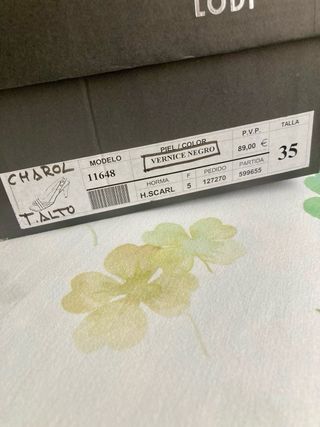 LODI
CHAROL
T. ALTO
MODELO
11648
PIEL / COLOR
VERNICE NEGRO
P.V.P.
89,00 €
TALLA
35
HORMA
H.SCARL
F.
5
PEDIDO
127270
PARTIDA
599655